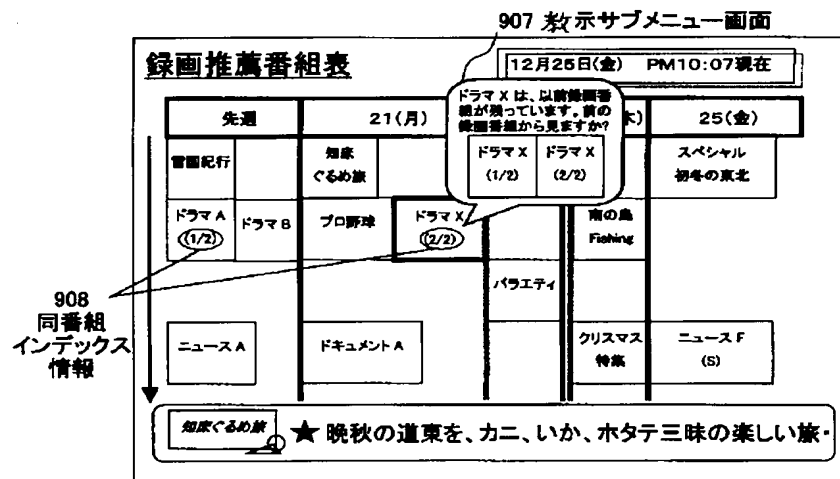 907 教示サブメニュー画面
録画推薦番組表
12月25日(金) PM10:07現在
ドラマXは、以前録画番
組が残っています。前の
録画番組から見ますか?
ドラマX
(1/2)
ドラマX
(2/2)
先週
21(月)
木)
25(金)
雪国紀行
知床
ぐるめ旅
スペシャル
初冬の東北
ドラマA
(1/2)
ドラマB
プロ野球
ドラマX
(2/2)
南の島
Fishing
バラエティ
908
同番組
インデックス
情報
ニュースA
ドキュメントA
クリスマス
特集
ニュースF
(S)
知床ぐるめ旅
★ 晩秋の道東を、カニ、いか、ホタテ三昧の楽しい旅・